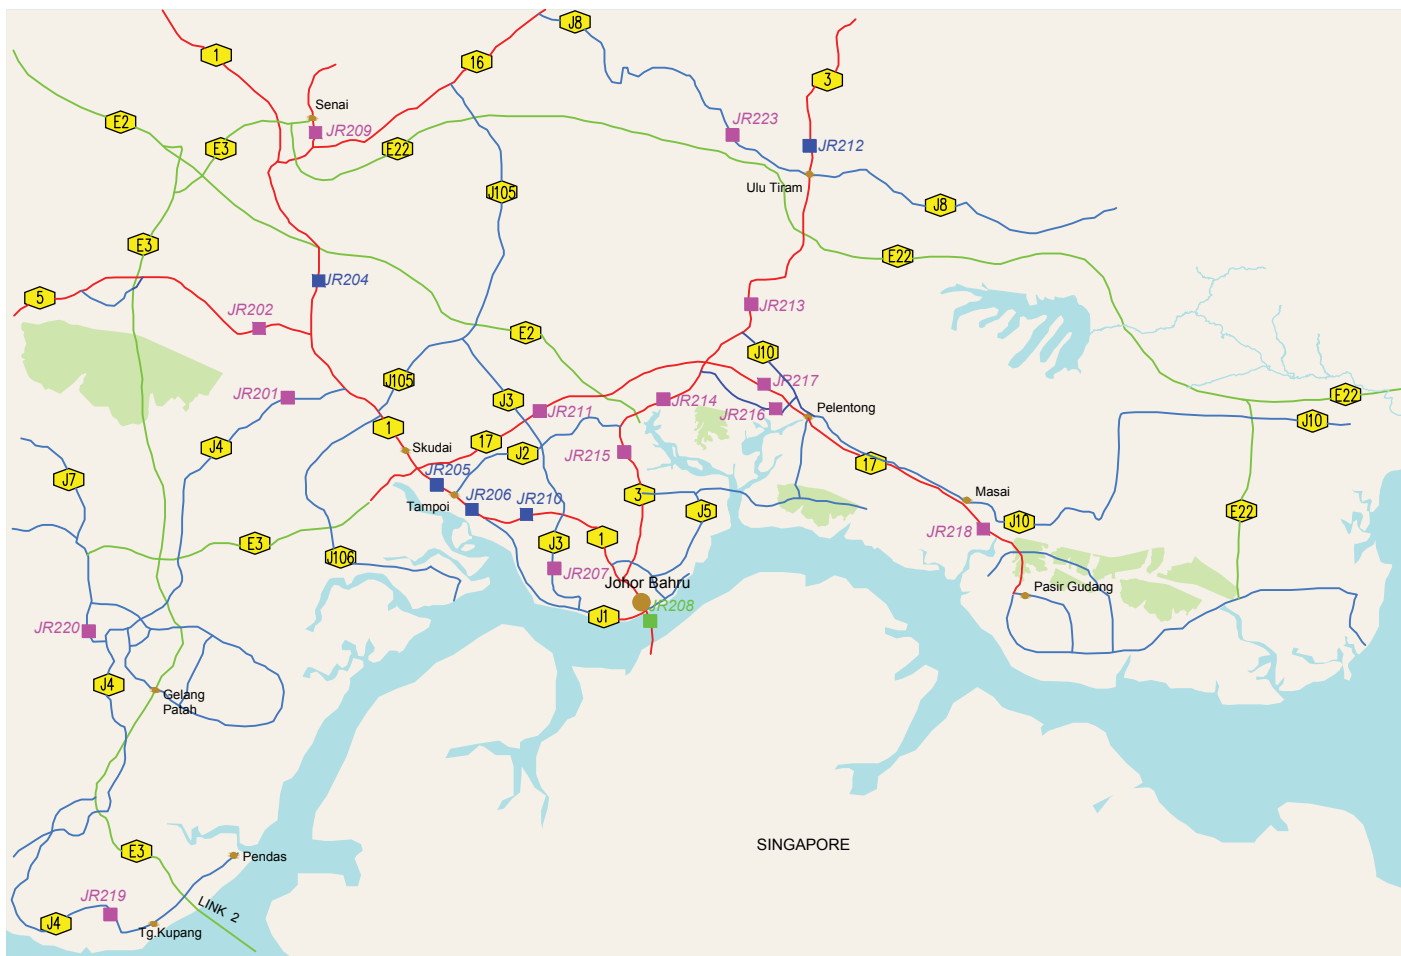 J8
1
16
3
Senai
E2
JR209
JR223
E3
E22
JR212
Ulu Tiram
J105
J8
E3
E22
JR204
5
JR202
JR213
E2
J10
J105
JR201
J3
JR211
JR214
JR217
JR216
Pelentong
E22
J10
1
J4
Skudai
17
J2
JR215
17
J7
JR205
Tampoi
JR206
JR210
3
J5
Masai
J10
E22
JR218
E3
J106
J3
1
JR207
Johor Bahru
Pasir Gudang
J1
JR208
JR220
J4
Gelang
Patah
E3
Pendas
SINGAPORE
JR219
LINK 2
J4
Tg.Kupang